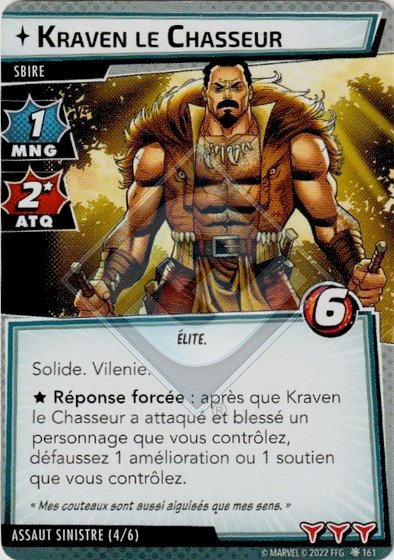 KRAVEN LE CHASSEUR
SBIRE
1
MNG
2★
ATQ
6
ÉLITE.
Solide. Vilenie.
★ Réponse forcée : après que Kraven
le Chasseur a attaqué et blessé un
personnage que vous contrôlez,
défaussez 1 amélioration ou 1 soutien
que vous contrôlez.
« Mes couteaux sont aussi aiguisés que mes sens. »
© MARVEL © 2022 FFG 161
ASSAUT SINISTRE (4/6)